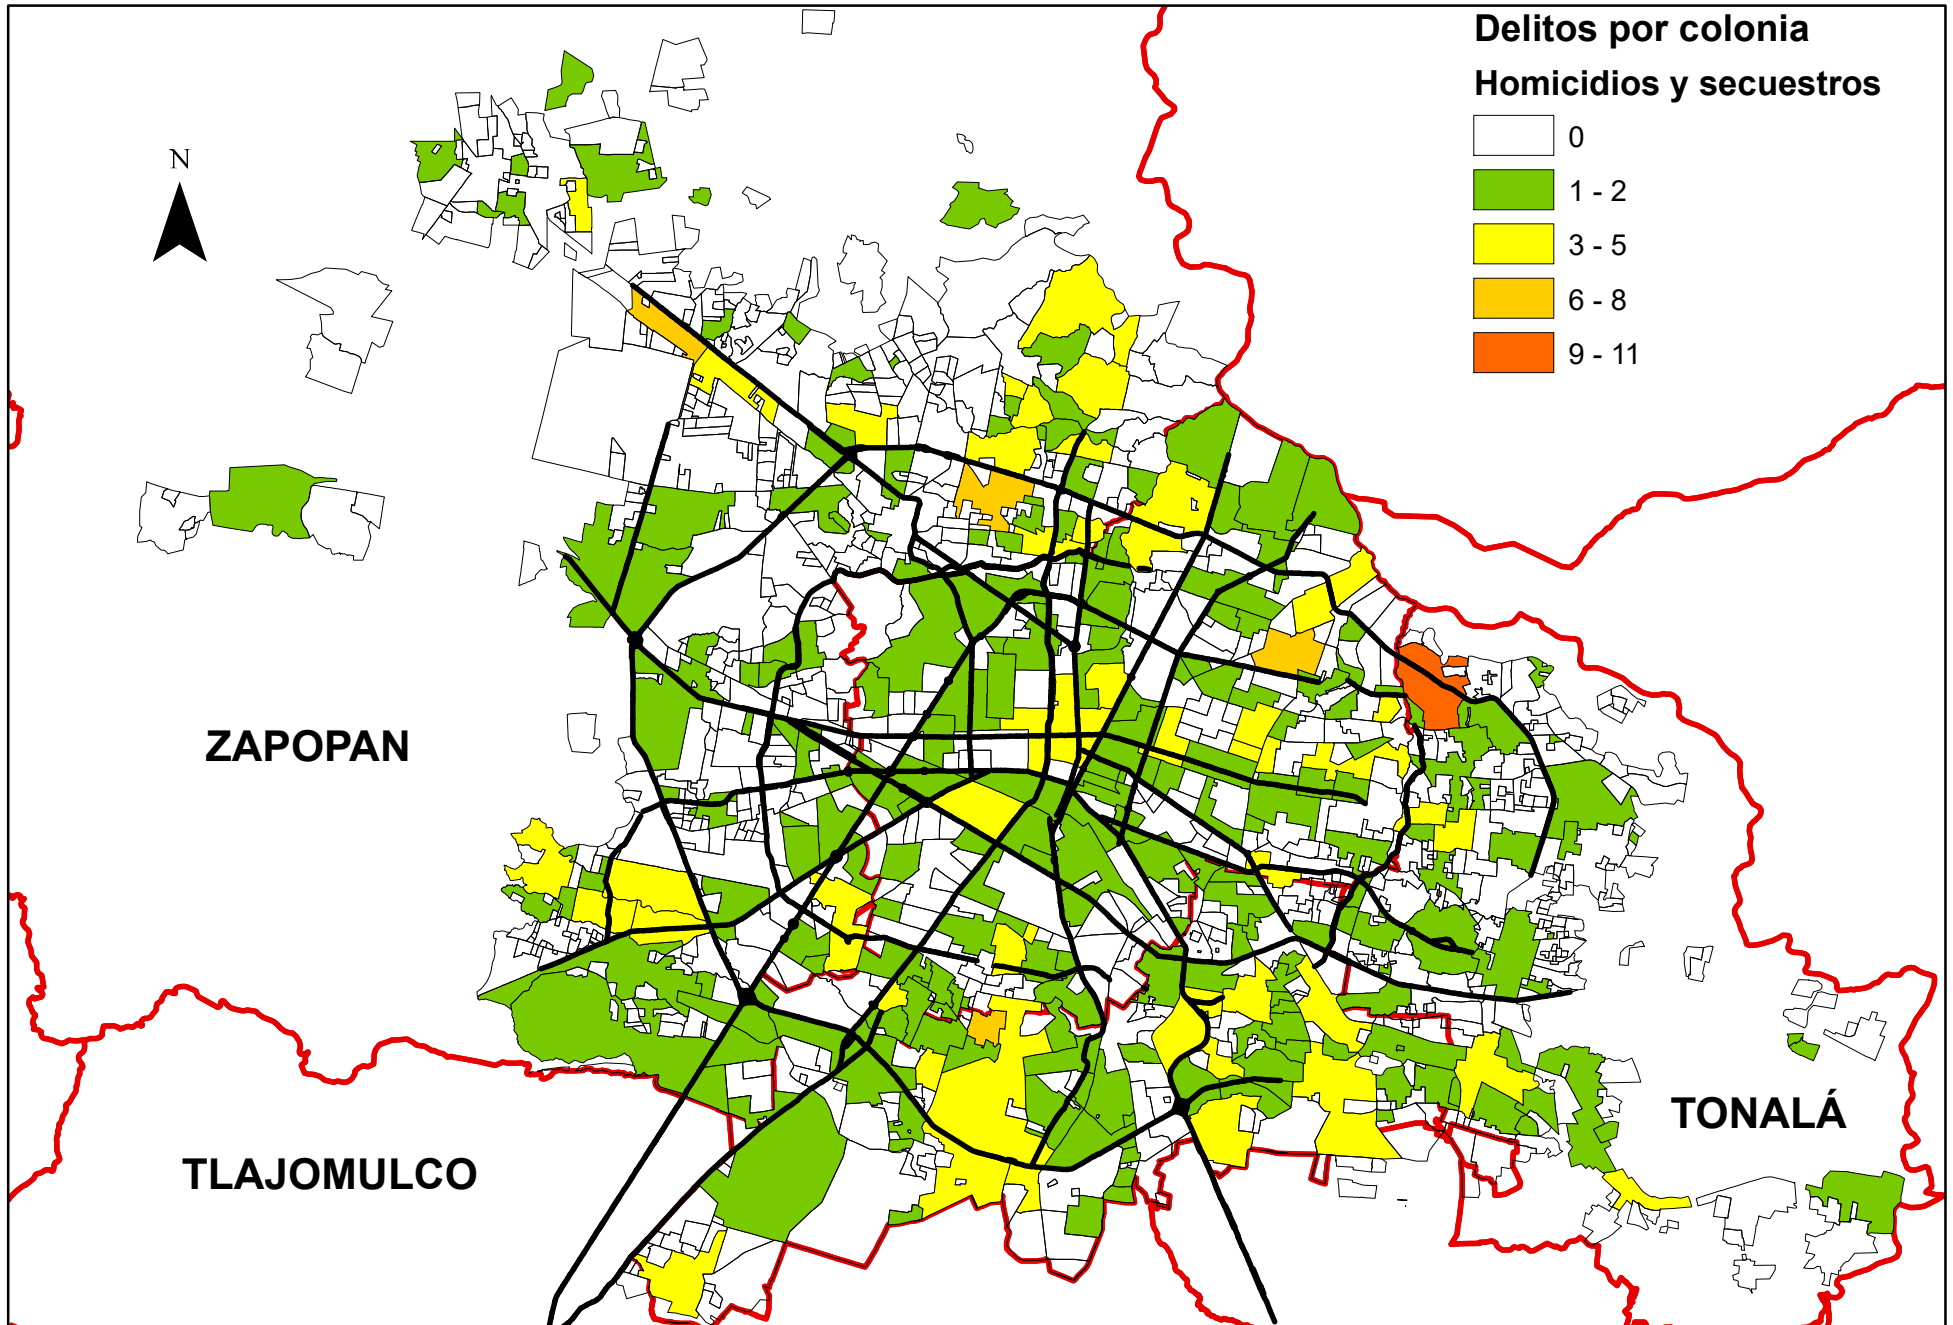 Delitos por colonia
Homicidios y secuestros
0
1 - 2
3 - 5
6 - 8
9 - 11
N
ZAPOPAN
TONALÁ
TLAJOMULCO